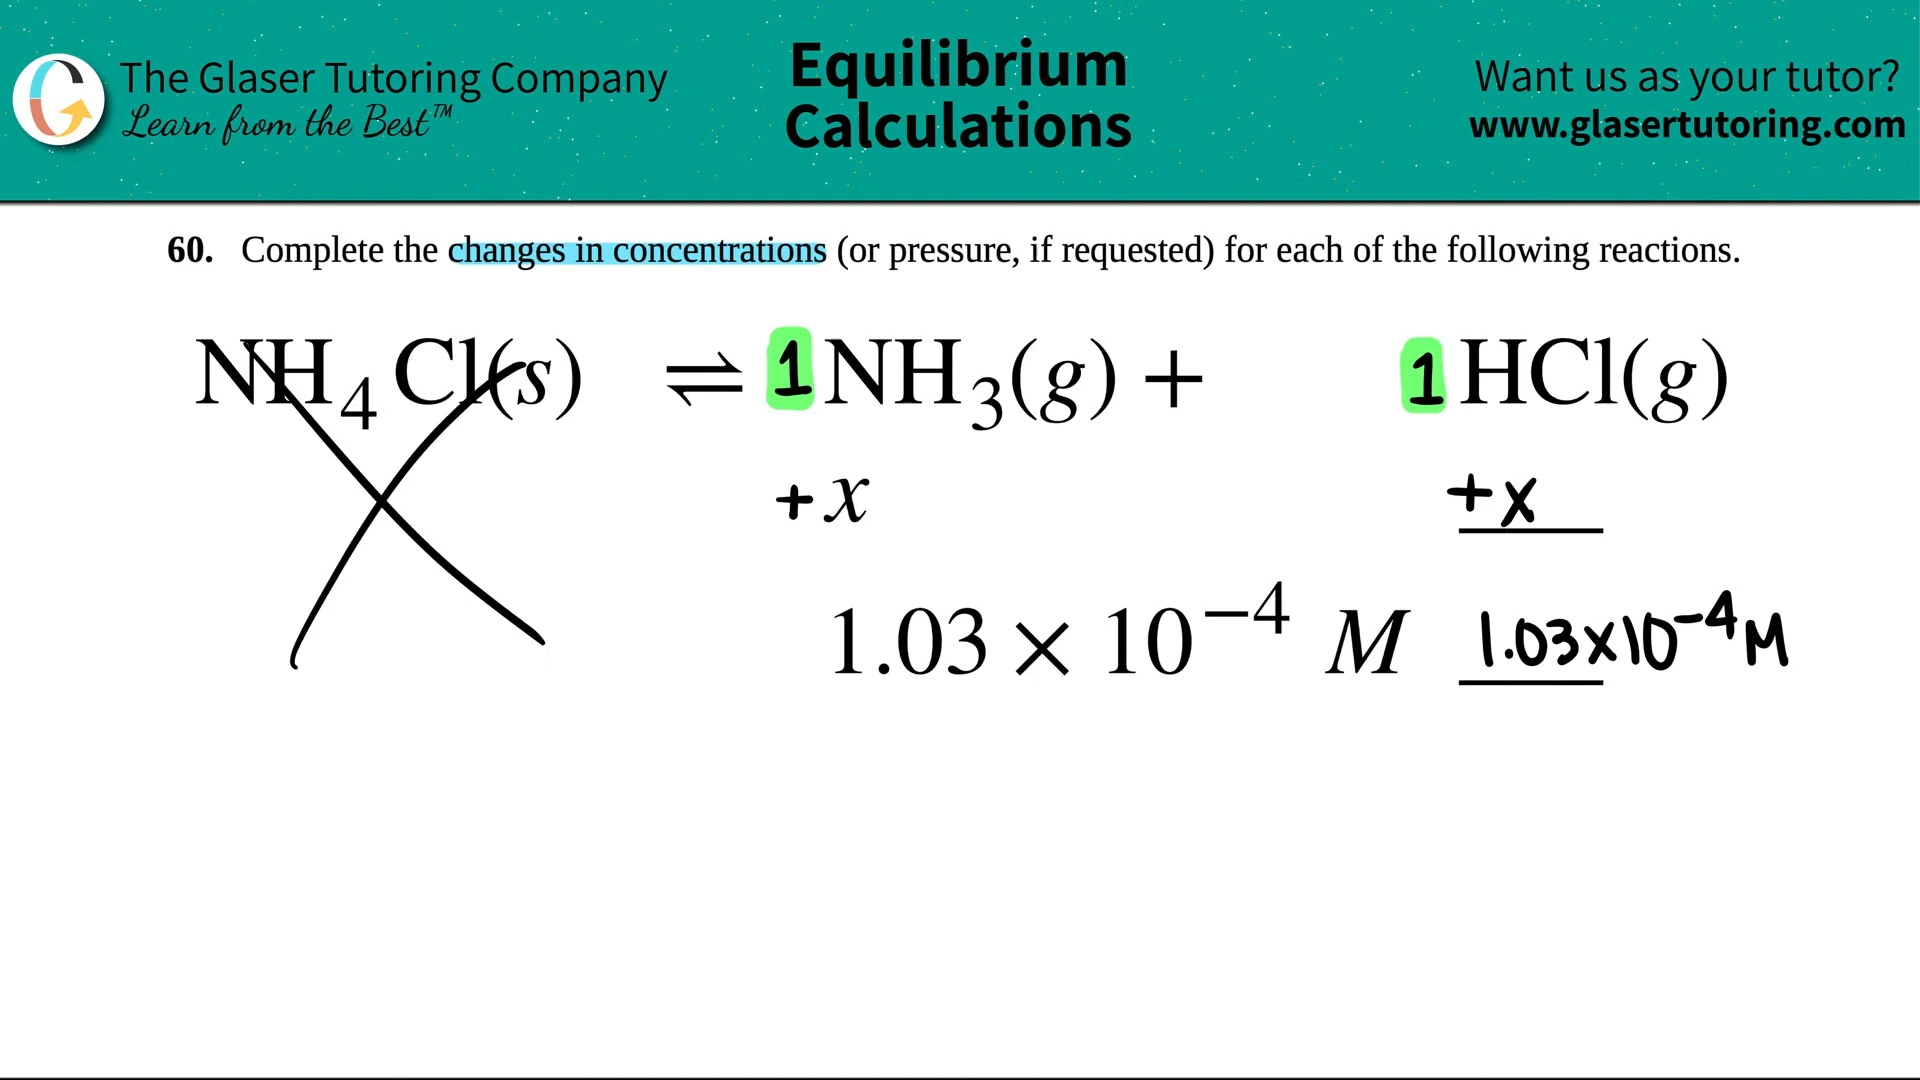 The Glaser Tutoring Company
Learn from the Best™
Equilibrium
Calculations
Want us as your tutor?
www.glasertutoring.com
60. Complete the changes in concentrations (or pressure, if requested) for each of the following reactions.
NH₄Cl(s) ⇌ 1 NH₃(g) + 1 HCl(g)
+x +x
1.03 × 10⁻⁴ M 1.03x10⁻⁴ M